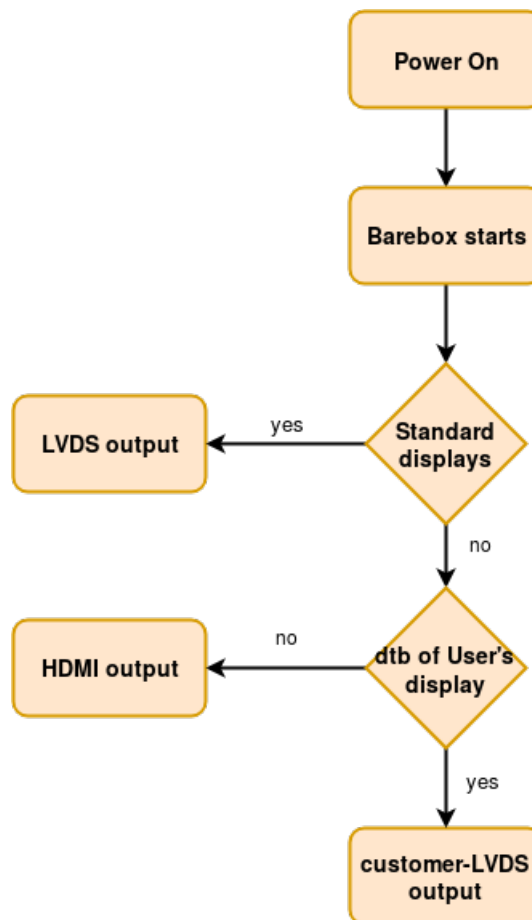 Power On
Barebox starts
Standard
displays
yes
LVDS output
no
dtb of User's
display
no
HDMI output
yes
customer-LVDS
output